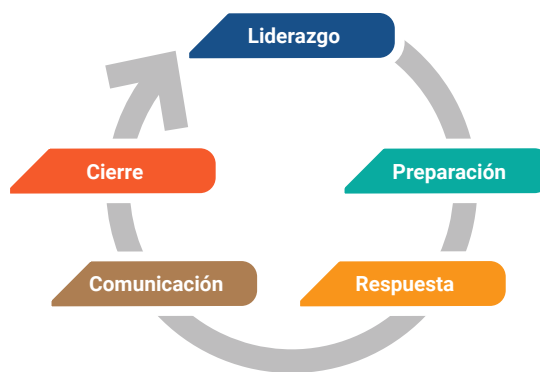 Liderazgo
Preparación
Respuesta
Comunicación
Cierre